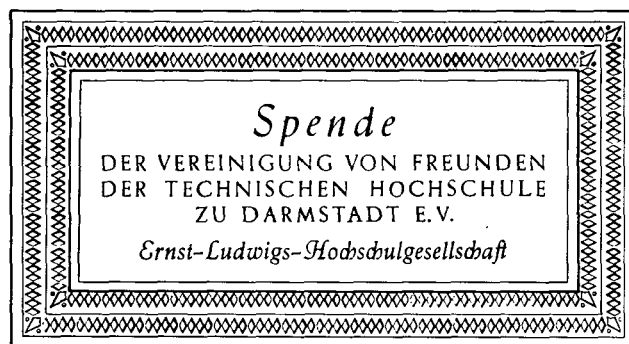 Spende
DER VEREINIGUNG VON FREUNDEN
DER TECHNISCHEN HOCHSCHULE
ZU DARMSTADT E.V.
Ernst-Ludwigs-Hochschulgesellschaft